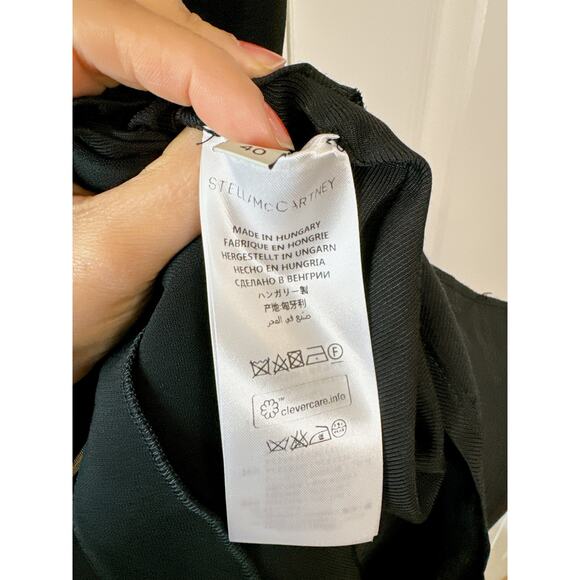 40
STELLA McCARTNEY
MADE IN HUNGARY
FABRIQUE EN HONGRIE
HERGESTELLT IN UNGARN
HECHO EN HUNGRIA
СДЕЛАНО В ВЕНГРИИ
ハンガリー製
产地:匈牙利
صنع في المجر
F
TM
clevercare.info